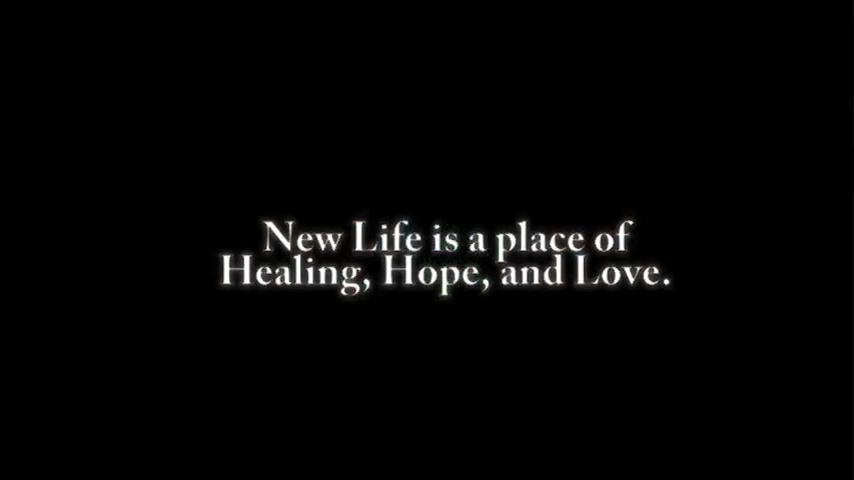 New Life is a place of
Healing, Hope, and Love.